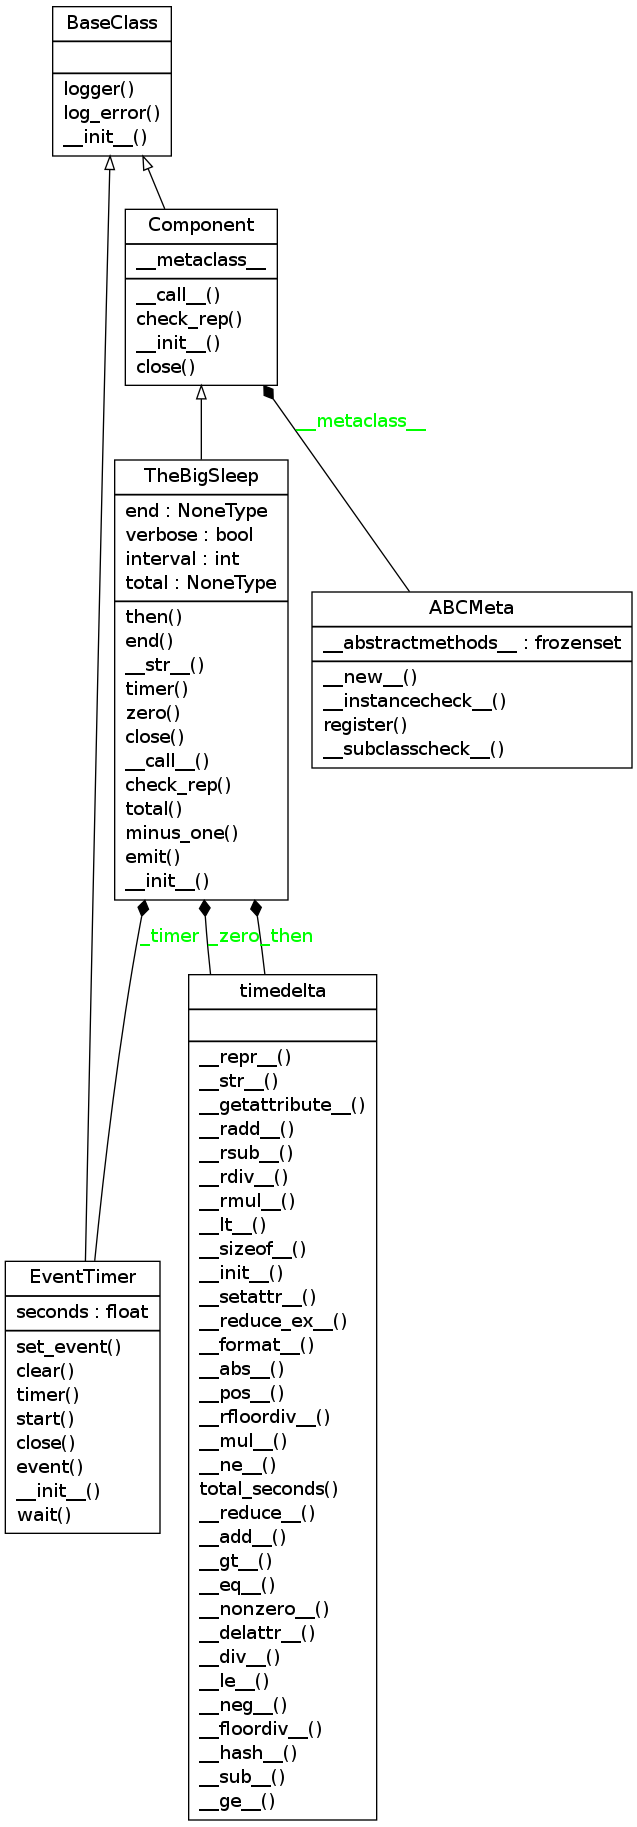 BaseClass
logger()
log_error()
__init__()
Component
__metaclass__
__call__()
check_rep()
__init__()
close()
__metaclass__
TheBigSleep
end : NoneType
verbose : bool
interval : int
total : NoneType
then()
end()
__str__()
timer()
zero()
close()
__call__()
check_rep()
total()
minus_one()
emit()
__init__()
ABCMeta
__abstractmethods__ : frozenset
__new__()
__instancecheck__()
register()
__subclasscheck__()
_timer
_zero
_then
timedelta
__repr__()
__str__()
__getattribute__()
__radd__()
__rsub__()
__rdiv__()
__rmul__()
__lt__()
__sizeof__()
__init__()
__setattr__()
__reduce_ex__()
__format__()
__abs__()
__pos__()
__rfloordiv__()
__mul__()
__ne__()
total_seconds()
__reduce__()
__add__()
__gt__()
__eq__()
__nonzero__()
__delattr__()
__div__()
__le__()
__neg__()
__floordiv__()
__hash__()
__sub__()
__ge__()
EventTimer
seconds : float
set_event()
clear()
timer()
start()
close()
event()
__init__()
wait()